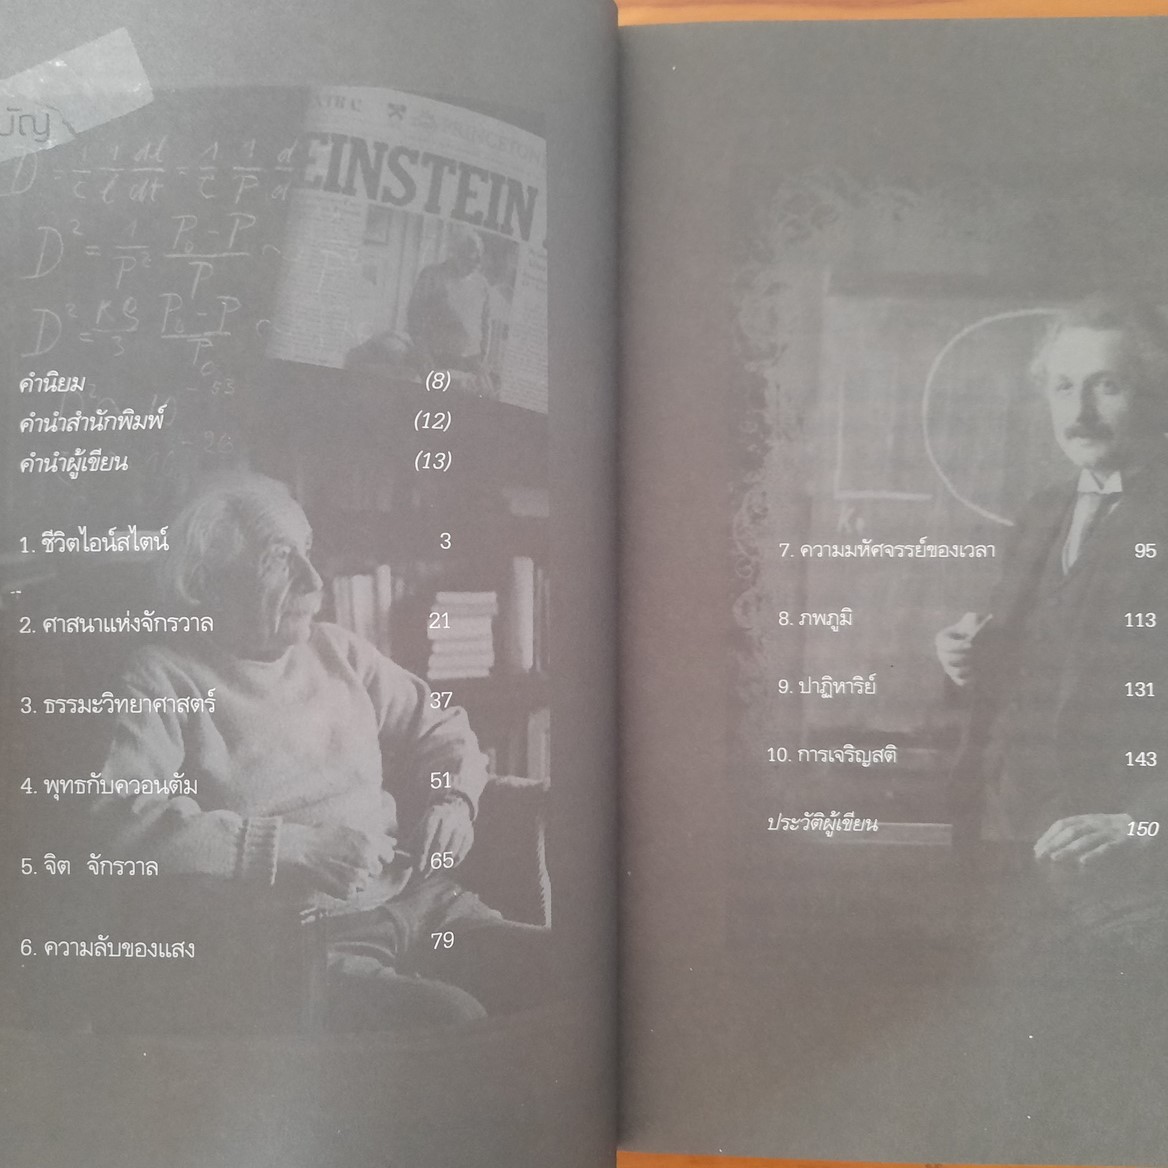 บัญ
EINSTEIN
คำนิยม (8)
คำนำสำนักพิมพ์ (12)
คำนำผู้เขียน (13)
1. ชีวิตไอน์สไตน์ 3
2. ศาสนาแห่งจักรวาล 21
3. ธรรมะวิทยาศาสตร์ 37
4. พุทธกับควอนตัม 51
5. จิต จักรวาล 65
6. ความลับของแสง 79
7. ความมหัศจรรย์ของเวลา 95
8. ภพภูมิ 113
9. ปาฏิหาริย์ 131
10. การเจริญสติ 143
ประวัติผู้เขียน 150